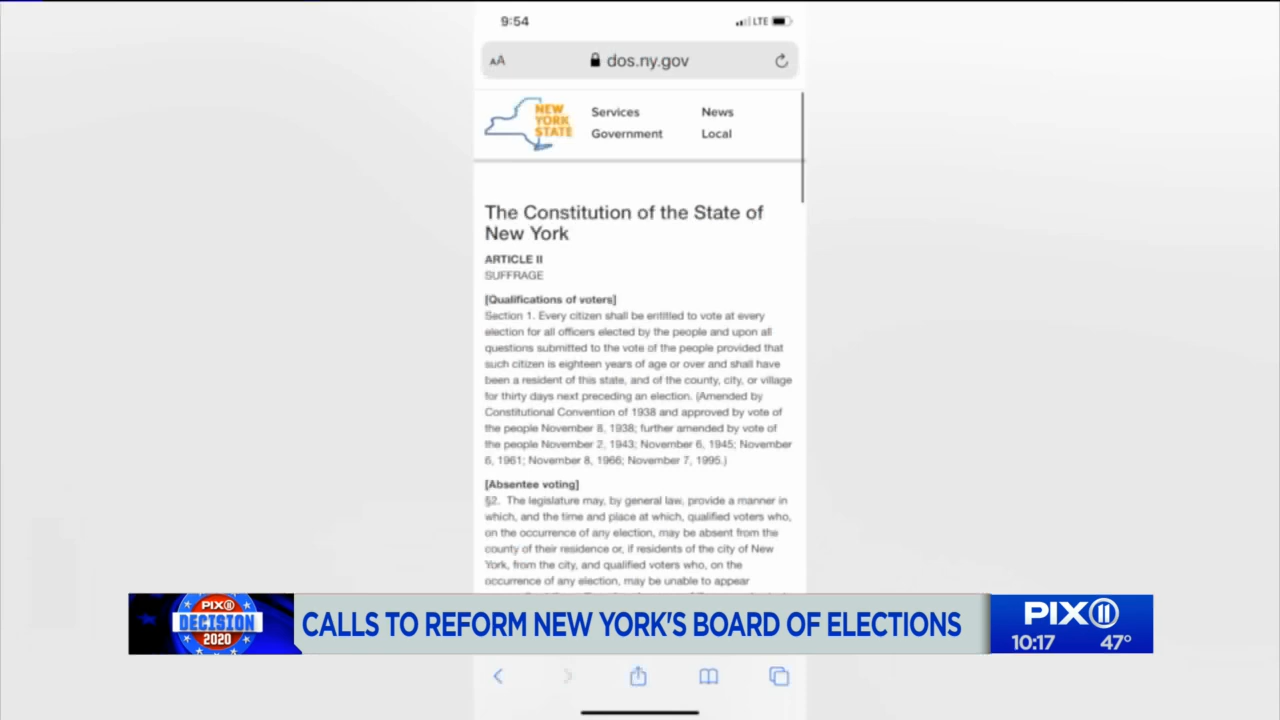 9:54
LTE
AA
dos.ny.gov
NEW
YORK
STATE
Services
News
Government
Local
The Constitution of the State of
New York
ARTICLE II
SUFFRAGE
[Qualifications of voters]
Section 1. Every citizen shall be entitled to vote at every
election for all officers elected by the people and upon all
questions submitted to the vote of the people provided that
such citizen is eighteen years of age or over and shall have
been a resident of this state, and of the county, city, or village
for thirty days next preceding an election. (Amended by
Constitutional Convention of 1938 and approved by vote of
the people November 8, 1938; further amended by vote of
the people November 2, 1943; November 6, 1945; November
6, 1961; November 8, 1966; November 7, 1995.)
[Absentee voting]
§2. The legislature may, by general law, provide a manner in
which, and the time and place at which, qualified voters who,
on the occurrence of any election, may be absent from the
county of their residence or, if residents of the city of New
York, from the city, and qualified voters who, on the
occurrence of any election, may be unable to appear
PIX11
DECISION
2020
CALLS TO REFORM NEW YORK'S BOARD OF ELECTIONS
PIX11
10:17 47°